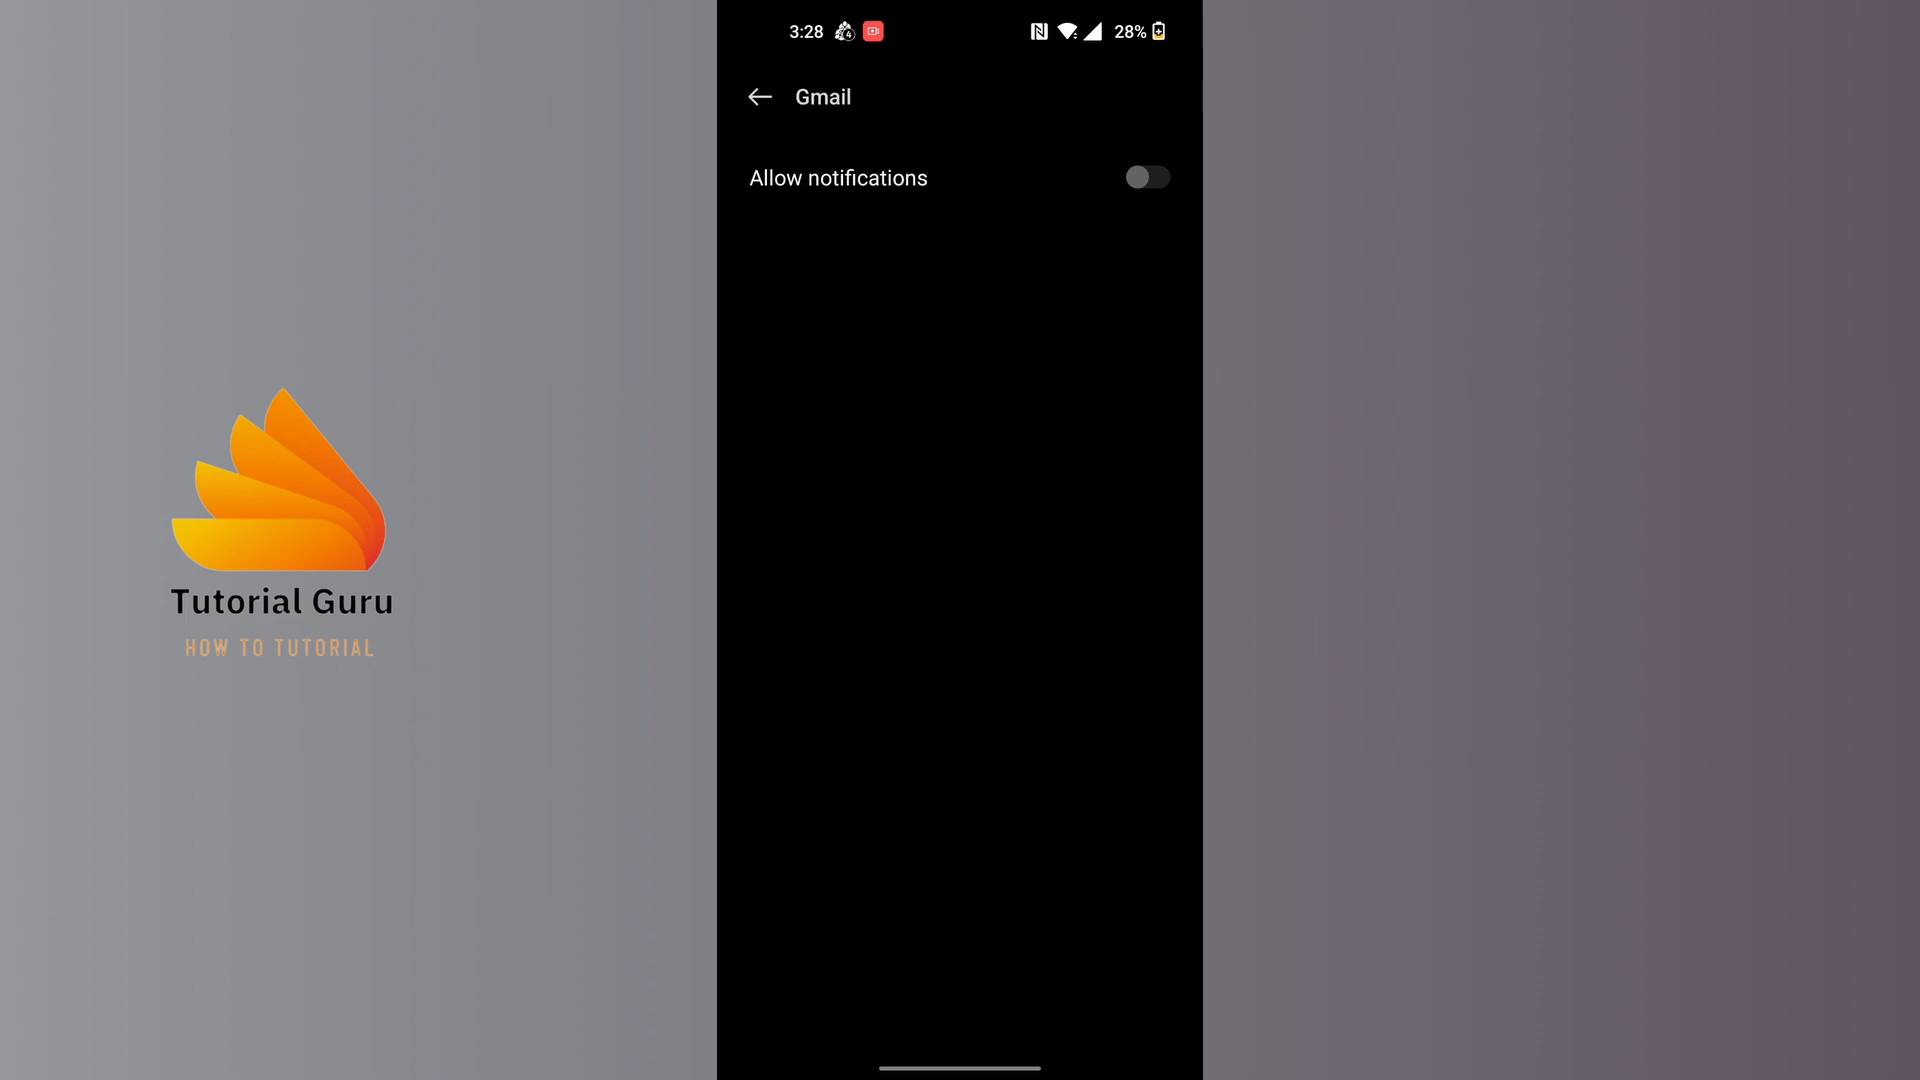 3:28
28%
Gmail
Allow notifications
Tutorial Guru
HOW TO TUTORIAL